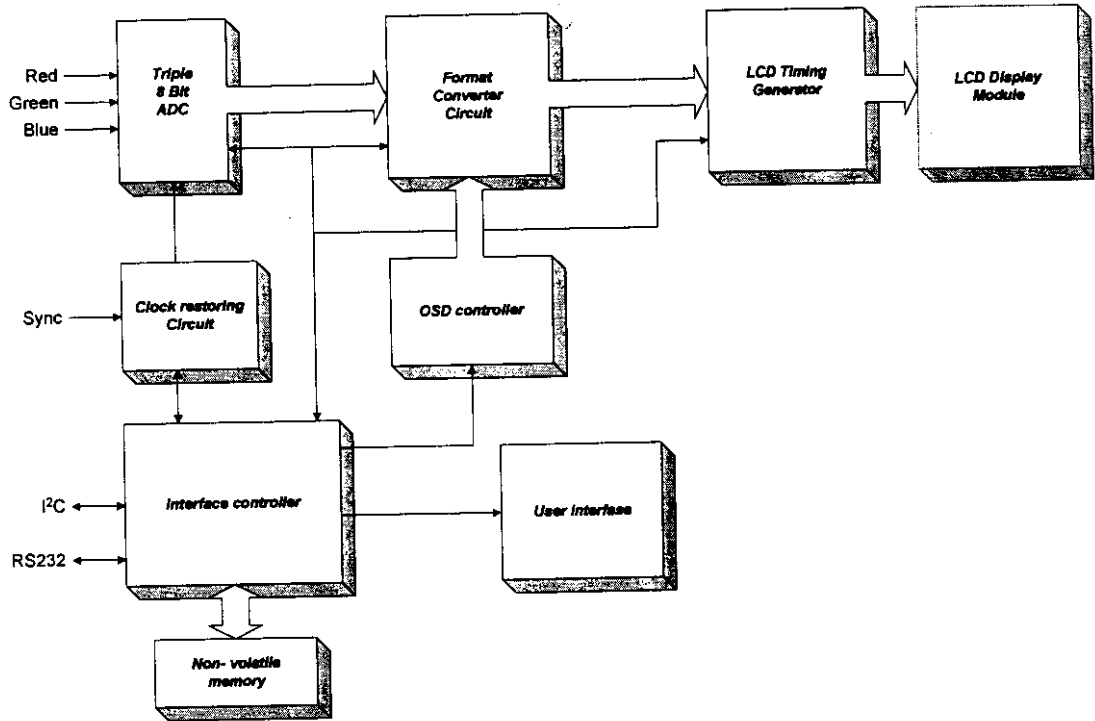 Red
Green
Blue
Triple
8 Bit
ADC
Format
Converter
Circuit
LCD Timing
Generator
LCD Display
Module
Sync
Clock restoring
Circuit
OSD controller
I²C
RS232
Interface controller
User interface
Non- volatile
memory